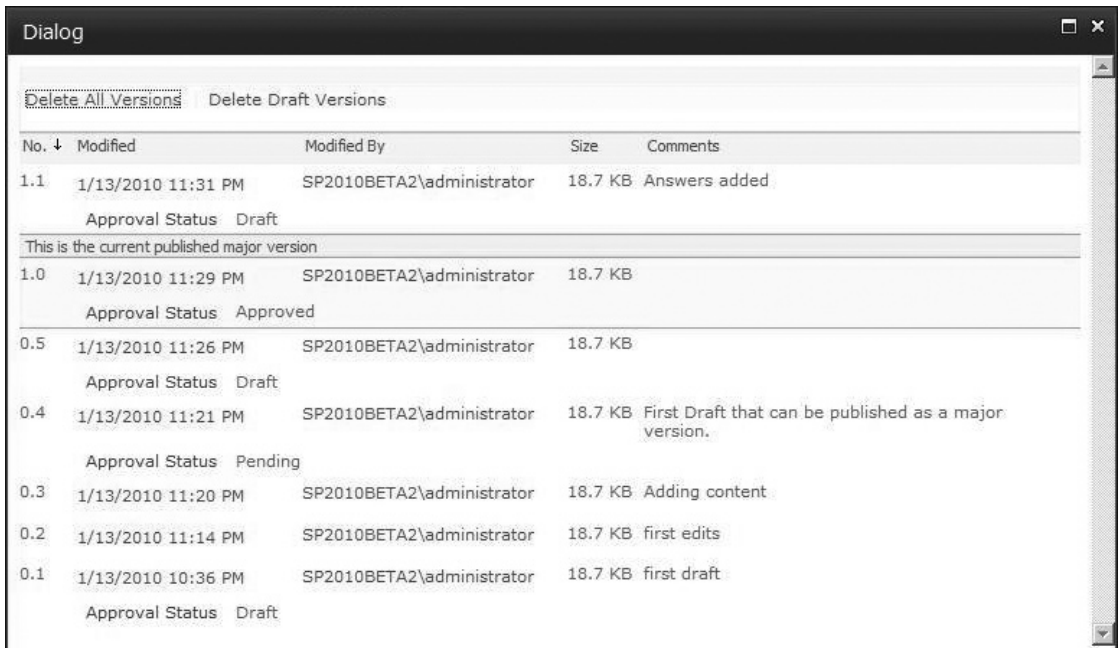 Dialog
Delete All Versions Delete Draft Versions
No. Modified Modified By Size Comments
1.1 1/13/2010 11:31 PM SP2010BETA2\administrator 18.7 KB Answers added
Approval Status Draft
This is the current published major version
1.0 1/13/2010 11:29 PM SP2010BETA2\administrator 18.7 KB
Approval Status Approved
0.5 1/13/2010 11:26 PM SP2010BETA2\administrator 18.7 KB
Approval Status Draft
0.4 1/13/2010 11:21 PM SP2010BETA2\administrator 18.7 KB First Draft that can be published as a major
version.
Approval Status Pending
0.3 1/13/2010 11:20 PM SP2010BETA2\administrator 18.7 KB Adding content
0.2 1/13/2010 11:14 PM SP2010BETA2\administrator 18.7 KB first edits
0.1 1/13/2010 10:36 PM SP2010BETA2\administrator 18.7 KB first draft
Approval Status Draft